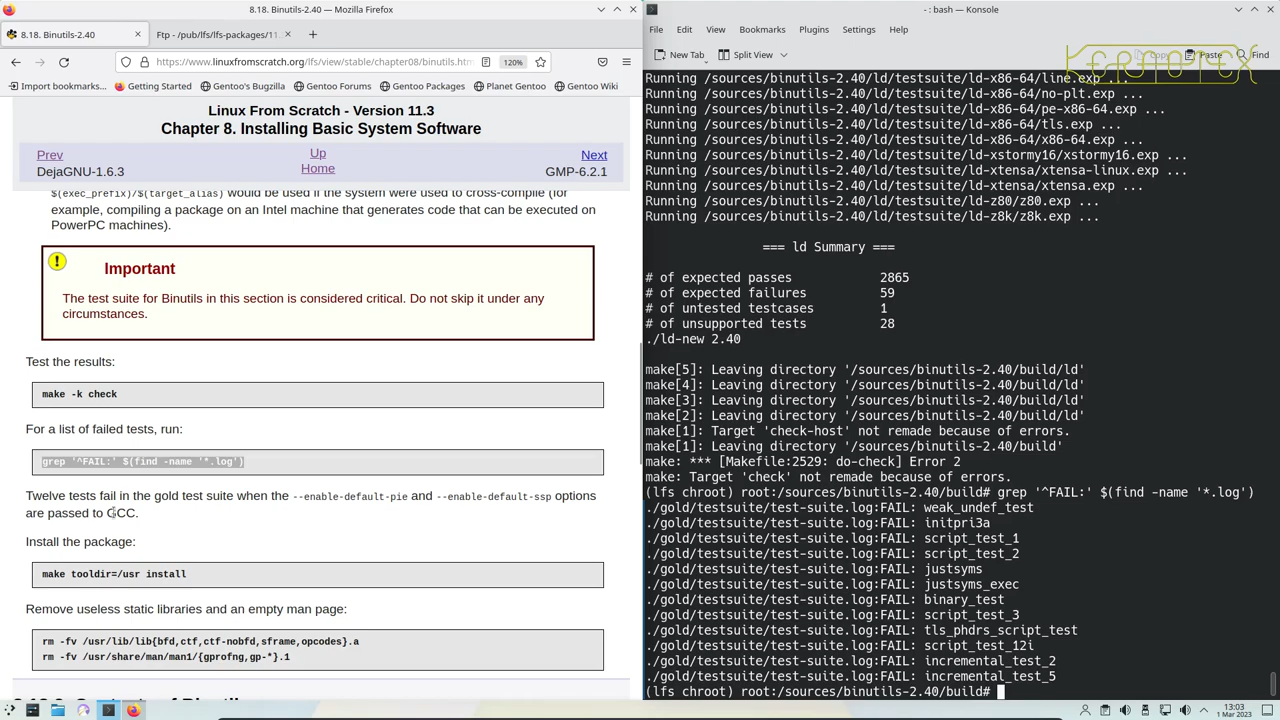 8.18. Binutils-2.40 — Mozilla Firefox
8.18. Binutils-2.40
Ftp - /pub/lfs/lfs-packages/11.
https://www.linuxfromscratch.org/lfs/view/stable/chapter08/binutils.html
120%
Import bookmarks...
Getting Started
Gentoo's Bugzilla
Gentoo Forums
Gentoo Packages
Planet Gentoo
Gentoo Wiki
Linux From Scratch - Version 11.3
Chapter 8. Installing Basic System Software
Prev
Up
Next
DejaGNU-1.6.3
Home
GMP-6.2.1
$(exec_prefix)/$(target_alias) would be used if the system were used to cross-compile (for
example, compiling a package on an Intel machine that generates code that can be executed on
PowerPC machines).
Important
The test suite for Binutils in this section is considered critical. Do not skip it under any
circumstances.
Test the results:
make -k check
For a list of failed tests, run:
grep '^FAIL:' $(find -name '*.log')
Twelve tests fail in the gold test suite when the --enable-default-pie and --enable-default-ssp options
are passed to GCC.
Install the package:
make tooldir=/usr install
Remove useless static libraries and an empty man page:
rm -fv /usr/lib/lib{bfd,ctf,ctf-nobfd,sframe,opcodes}.a
rm -fv /usr/share/man/man1/{gprofng,gp-*}.1
- : bash — Konsole
File Edit View Bookmarks Plugins Settings Help
New Tab
Split View
Copy
Paste
Find
KERNOTEX
Running /sources/binutils-2.40/ld/testsuite/ld-x86-64/line.exp ...
Running /sources/binutils-2.40/ld/testsuite/ld-x86-64/no-plt.exp ...
Running /sources/binutils-2.40/ld/testsuite/ld-x86-64/pe-x86-64.exp ...
Running /sources/binutils-2.40/ld/testsuite/ld-x86-64/tls.exp ...
Running /sources/binutils-2.40/ld/testsuite/ld-x86-64/x86-64.exp ...
Running /sources/binutils-2.40/ld/testsuite/ld-xstormy16/xstormy16.exp ...
Running /sources/binutils-2.40/ld/testsuite/ld-xtensa/xtensa-linux.exp ...
Running /sources/binutils-2.40/ld/testsuite/ld-xtensa/xtensa.exp ...
Running /sources/binutils-2.40/ld/testsuite/ld-z80/z80.exp ...
Running /sources/binutils-2.40/ld/testsuite/ld-z8k/z8k.exp ...
=== ld Summary ===
# of expected passes 2865
# of expected failures 59
# of untested testcases 1
# of unsupported tests 28
./ld-new 2.40
make[5]: Leaving directory '/sources/binutils-2.40/build/ld'
make[4]: Leaving directory '/sources/binutils-2.40/build/ld'
make[3]: Leaving directory '/sources/binutils-2.40/build/ld'
make[2]: Leaving directory '/sources/binutils-2.40/build/ld'
make[1]: Target 'check-host' not remade because of errors.
make[1]: Leaving directory '/sources/binutils-2.40/build'
make: *** [Makefile:2529: do-check] Error 2
make: Target 'check' not remade because of errors.
(lfs chroot) root:/sources/binutils-2.40/build# grep '^FAIL:' $(find -name '*.log')
./gold/testsuite/test-suite.log:FAIL: weak_undef_test
./gold/testsuite/test-suite.log:FAIL: initpri3a
./gold/testsuite/test-suite.log:FAIL: script_test_1
./gold/testsuite/test-suite.log:FAIL: script_test_2
./gold/testsuite/test-suite.log:FAIL: justsyms
./gold/testsuite/test-suite.log:FAIL: justsyms_exec
./gold/testsuite/test-suite.log:FAIL: binary_test
./gold/testsuite/test-suite.log:FAIL: script_test_3
./gold/testsuite/test-suite.log:FAIL: tls_phdrs_script_test
./gold/testsuite/test-suite.log:FAIL: script_test_12i
./gold/testsuite/test-suite.log:FAIL: incremental_test_2
./gold/testsuite/test-suite.log:FAIL: incremental_test_5
(lfs chroot) root:/sources/binutils-2.40/build#
13:03
1 Mar 2023